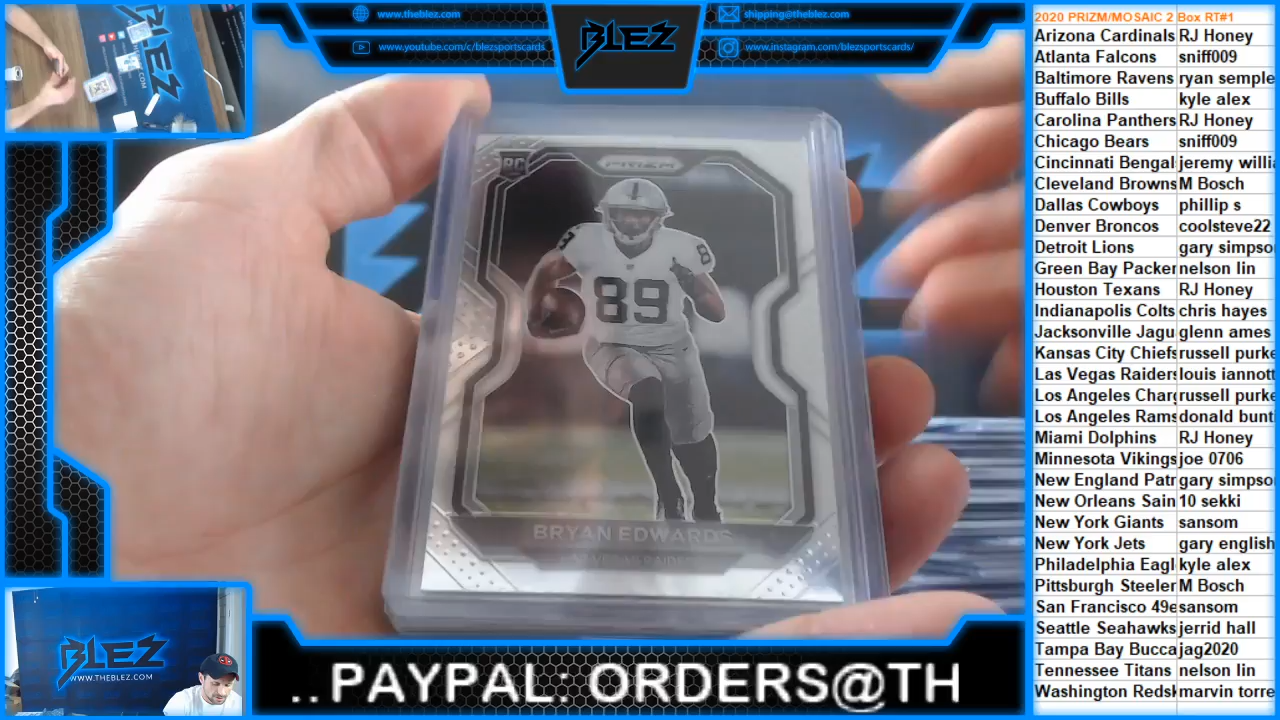 www.theblez.com
www.youtube.com/c/blezsportscards
BLEZ
shipping@theblez.com
www.instagram.com/blezsportscards/
2020 PRIZM/MOSAIC 2 Box RT#1
Arizona Cardinals RJ Honey
Atlanta Falcons sniff009
Baltimore Ravens ryan semple
Buffalo Bills kyle alex
Carolina Panthers RJ Honey
Chicago Bears sniff009
Cincinnati Bengal jeremy willia
Cleveland Browns M Bosch
Dallas Cowboys phillip s
Denver Broncos coolsteve22
Detroit Lions gary simpso
Green Bay Packer nelson lin
Houston Texans RJ Honey
Indianapolis Colts chris hayes
Jacksonville Jagu glenn ames
Kansas City Chiefs russell purke
Las Vegas Raiders louis iannott
Los Angeles Charg russell purke
Los Angeles Rams donald bunt
Miami Dolphins RJ Honey
Minnesota Vikings joe 0706
New England Patr gary simpso
New Orleans Sain 10 sekki
New York Giants sansom
New York Jets gary english
Philadelphia Eagl kyle alex
Pittsburgh Steeler M Bosch
San Francisco 49e sansom
Seattle Seahawks jerrid hall
Tampa Bay Bucca jag2020
Tennessee Titans nelson lin
Washington Redsk marvin torre
RC
PRIZM
89
89
BRYAN EDWARDS
BLEZ
WWW.THEBLEZ.COM
.. PAYPAL: ORDERS@TH